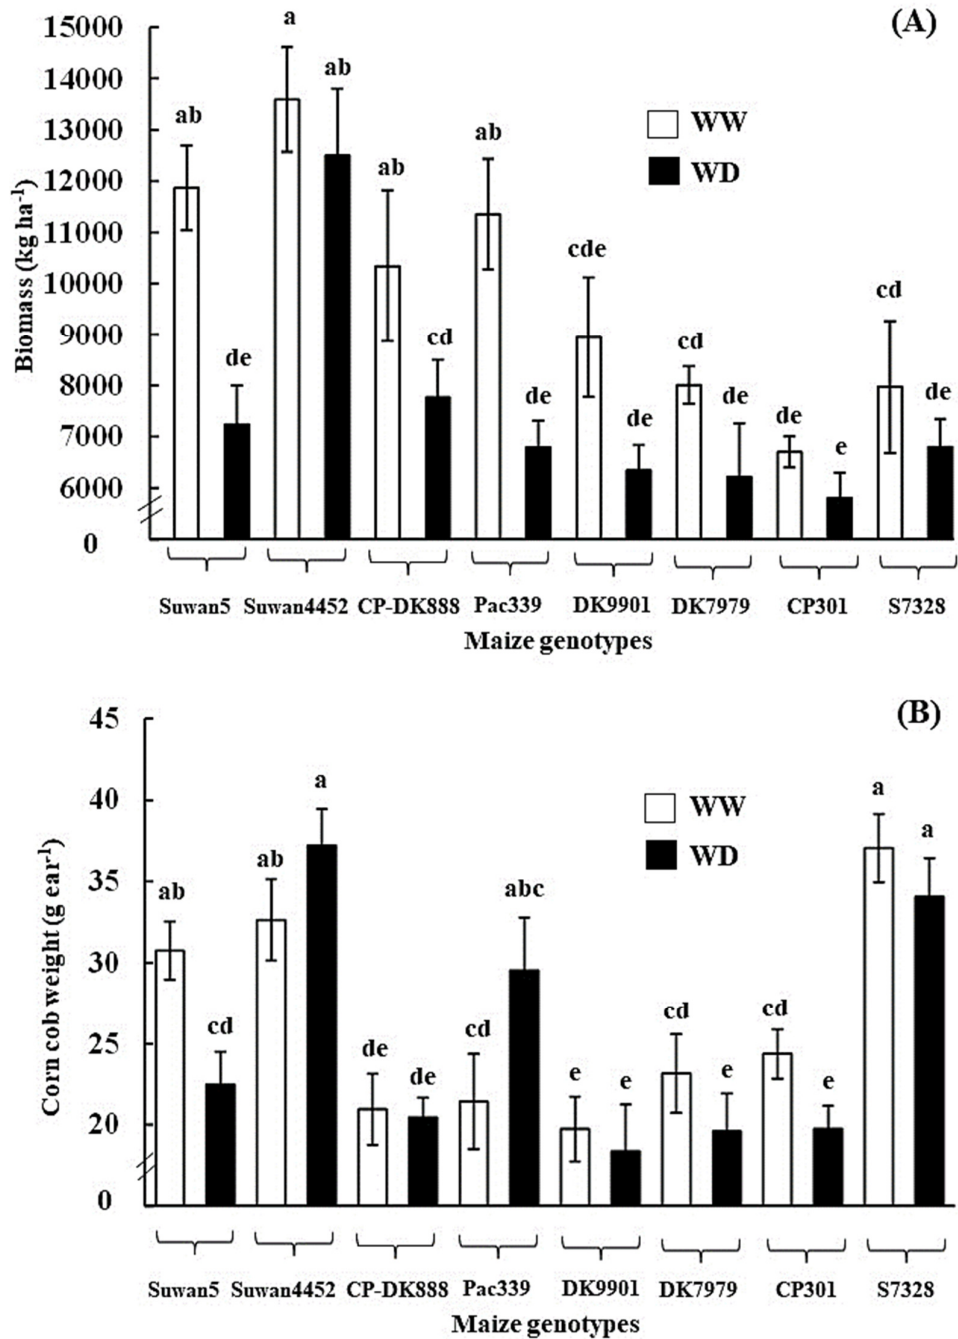 (A)
15000
14000
13000
12000
11000
10000
9000
8000
7000
6000
0
Biomass (kg ha-1)
WW
WD
ab
de
a
ab
ab
cd
ab
de
cde
de
cd
de
de
e
cd
de
Suwan5 Suwan4452 CP-DK888 Pac339 DK9901 DK7979 CP301 S7328
Maize genotypes
(B)
45
40
35
30
25
20
0
Corn cob weight (g ear-1)
WW
WD
ab
cd
ab
a
de
de
cd
abc
e
e
cd
e
cd
e
a
a
Suwan5 Suwan4452 CP-DK888 Pac339 DK9901 DK7979 CP301 S7328
Maize genotypes